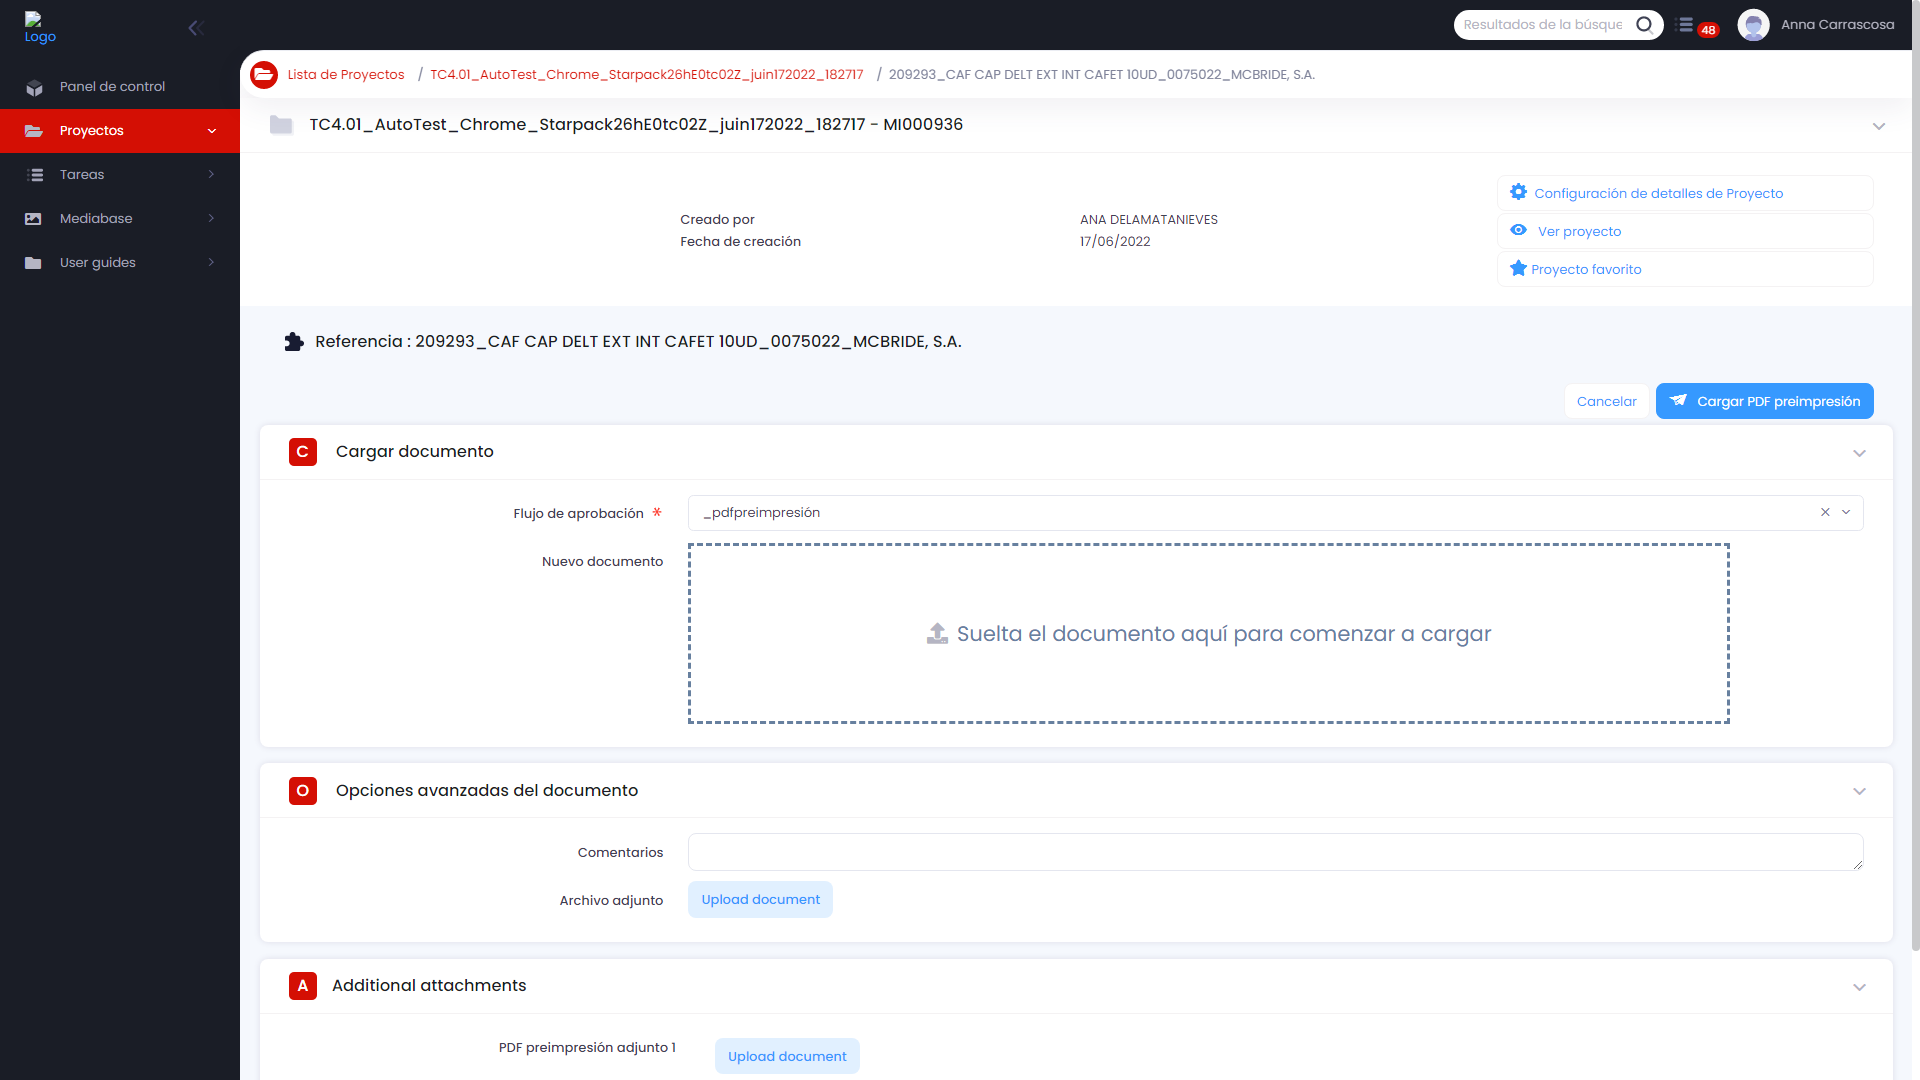 Logo
Resultados de la búsque
48
Anna Carrascosa
Panel de control
Proyectos
Tareas
Mediabase
User guides
Lista de Proyectos / TC4.01_AutoTest_Chrome_Starpack26hE0tc02Z_juin172022_182717 / 209293_CAF CAP DELT EXT INT CAFET 10UD_0075022_MCBRIDE, S.A.
TC4.01_AutoTest_Chrome_Starpack26hE0tc02Z_juin172022_182717 - MI000936
Creado por ANA DELAMATANIEVES
Fecha de creación 17/06/2022
Configuración de detalles de Proyecto
Ver proyecto
Proyecto favorito
Referencia : 209293_CAF CAP DELT EXT INT CAFET 10UD_0075022_MCBRIDE, S.A.
Cancelar
Cargar PDF preimpresión
C Cargar documento
Flujo de aprobación * _pdfpreimpresión
Nuevo documento
Suelta el documento aquí para comenzar a cargar
O Opciones avanzadas del documento
Comentarios
Archivo adjunto Upload document
A Additional attachments
PDF preimpresión adjunto 1 Upload document